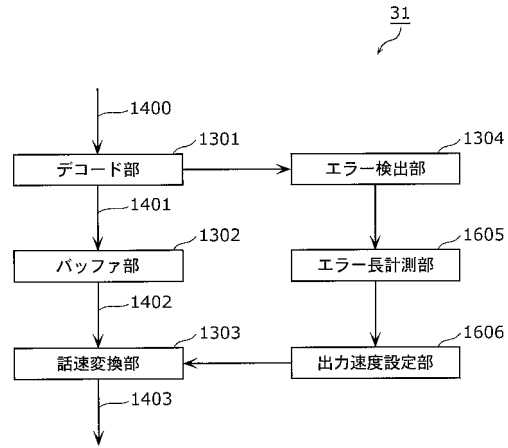 31
1400
1301
デコード部
1304
エラー検出部
1401
1302
バッファ部
1605
エラー長計測部
1402
1303
話速変換部
1606
出力速度設定部
1403